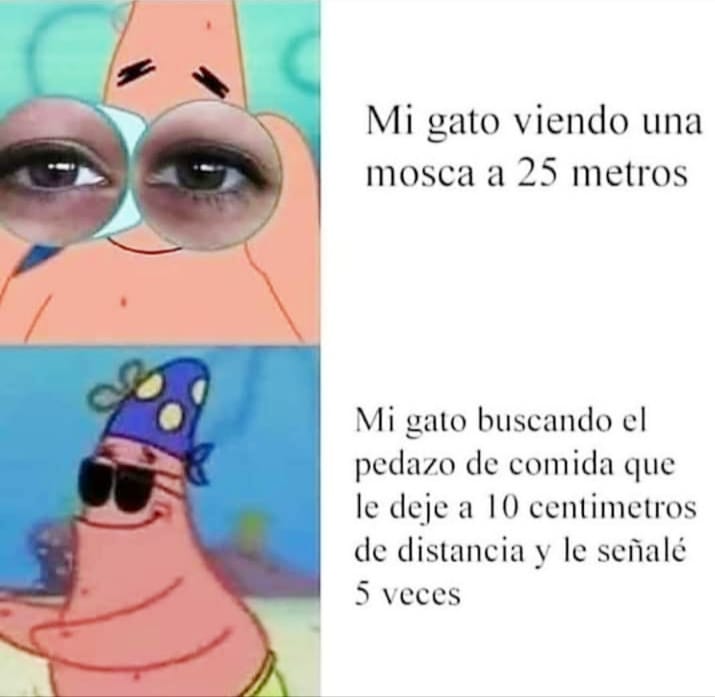 Mi gato viendo una
mosca a 25 metros
Mi gato buscando el
pedazo de comida que
le deje a 10 centimetros
de distancia y le señalé
5 veces